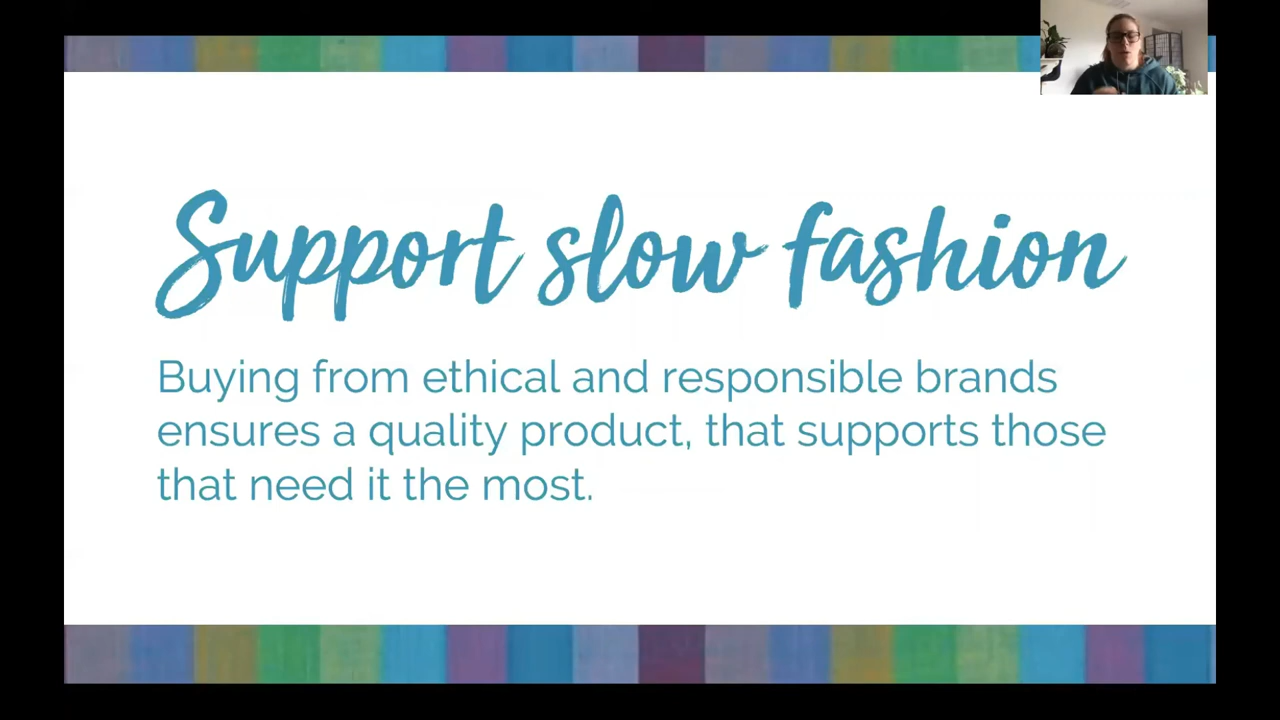 Support slow fashion
Buying from ethical and responsible brands
ensures a quality product, that supports those
that need it the most.